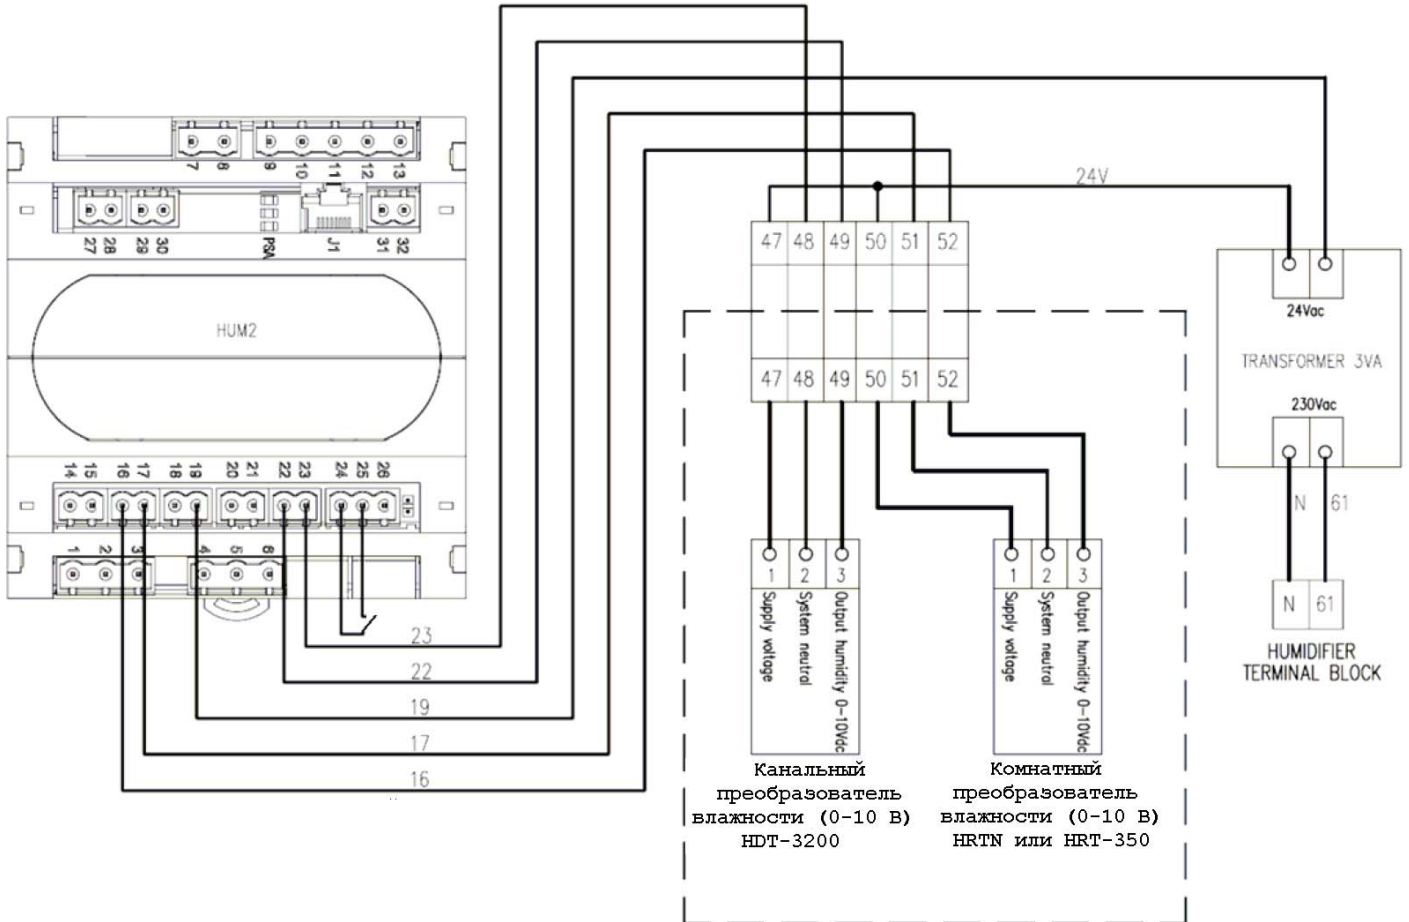 7 8 9 10 11 12 13
24V
27 28 29 30 PSA J1 31 32
47 48 49 50 51 52
24Vac
HUM2
TRANSFORMER 3VA
47 48 49 50 51 52
230Vac
14 15 16 17 18 19 20 21 22 23 24 25 26
N 61
1 2 3 4 5 6
1 2 3
Supply voltage
System neutral
Output humidity 0-10Vdc
1 2 3
Supply voltage
System neutral
Output humidity 0-10Vdc
N 61
HUMIDIFIER
TERMINAL BLOCK
23
22
19
17
16
Канальный
преобразователь
влажности (0-10 В)
HDT-3200
Комнатный
преобразователь
влажности (0-10 В)
HRTN или HRT-350